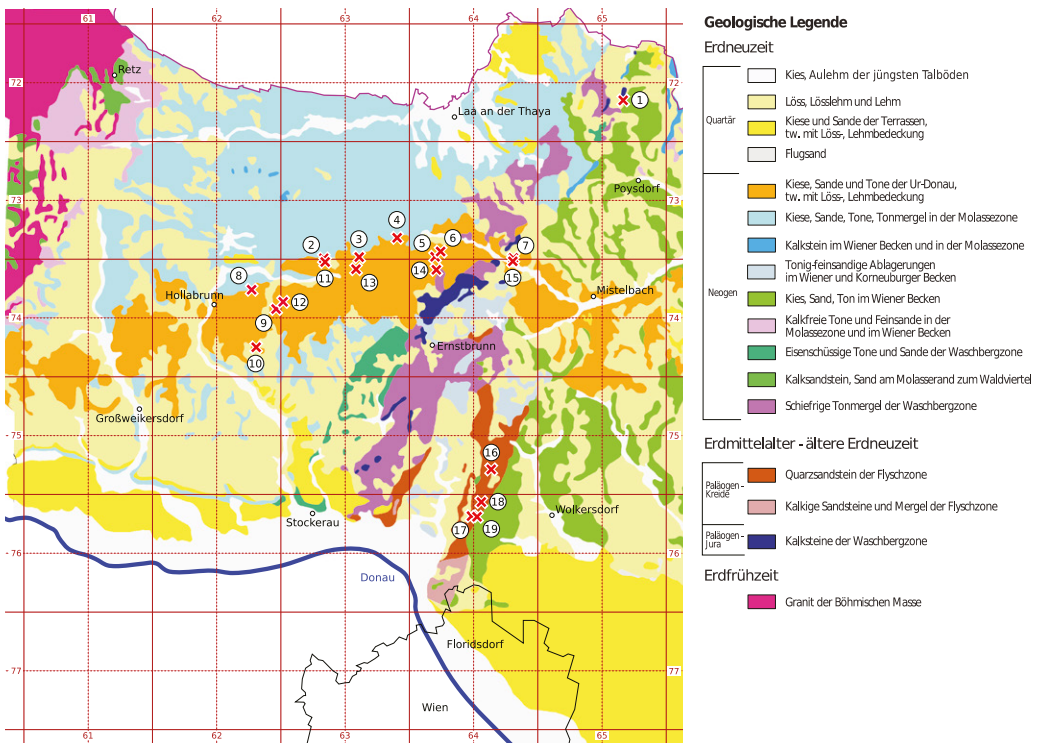 61
62
63
64
65
Retz
72
72
1
Laa an der Thaya
Poysdorf
73
73
4
2
3
5
6
7
8
11
13
14
15
Hollabrunn
12
Mistelbach
9
74
74
Ernstbrunn
10
Großweikersdorf
75
75
16
18
Stockerau
17
19
Wolkersdorf
76
76
Donau
Floridsdorf
77
77
Wien
61
62
63
64
65
Geologische Legende
Erdneuzeit
Quartär
Kies, Aulehm der jüngsten Talböden
Löss, Lösslehm und Lehm
Kiese und Sande der Terrassen,
tw. mit Löss-, Lehmbedeckung
Flugsand
Neogen
Kiese, Sande und Tone der Ur-Donau,
tw. mit Löss-, Lehmbedeckung
Kiese, Sande, Tone, Tonmergel in der Molassezone
Kalkstein im Wiener Becken und in der Molassezone
Tonig-feinsandige Ablagerungen
im Wiener und Korneuburger Becken
Kies, Sand, Ton im Wiener Becken
Kalkfreie Tone und Feinsande in der
Molassezone und im Wiener Becken
Eisenschüssige Tone und Sande der Waschbergzone
Kalksandstein, Sand am Molasserand zum Waldviertel
Schiefrige Tonmergel der Waschbergzone
Erdmittelalter - ältere Erdneuzeit
Paläogen -
Kreide
Quarzsandstein der Flyschzone
Kalkige Sandsteine und Mergel der Flyschzone
Paläogen -
Jura
Kalksteine der Waschbergzone
Erdfrühzeit
Granit der Böhmischen Masse